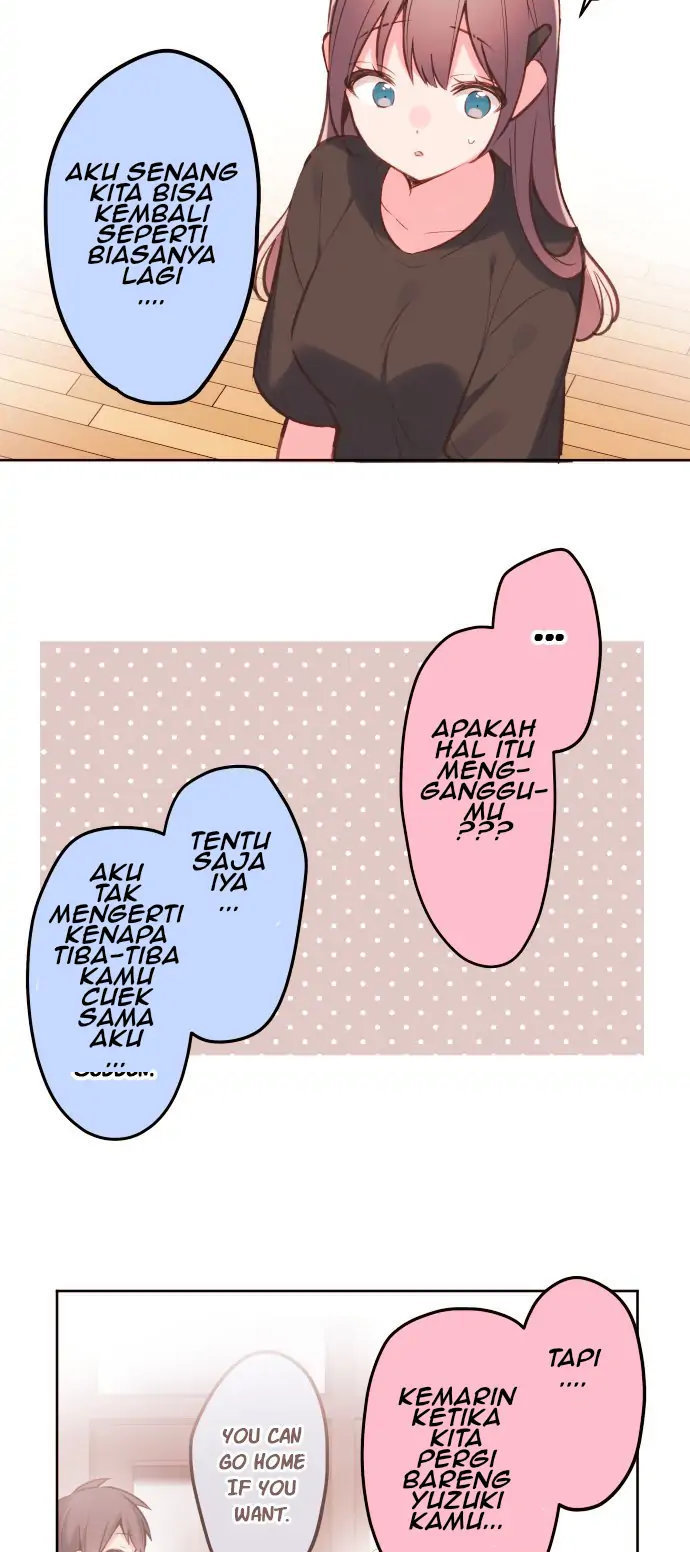 AKU SENANG
KITA BISA
KEMBALI
SEPERTI
BIASANYA
LAGI
....
...
APAKAH
HAL ITU
MENG-
GANGGU-
MU
???
TENTU
SAJA
IYA
...
AKU
TAK
MENGERTI
KENAPA
TIBA-TIBA
KAMU
CUEK
SAMA
AKU
...
TAPI
....
KEMARIN
KETIKA
KITA
PERGI
BARENG
YUZUKI
KAMU...
YOU CAN
GO HOME
IF YOU
WANT.